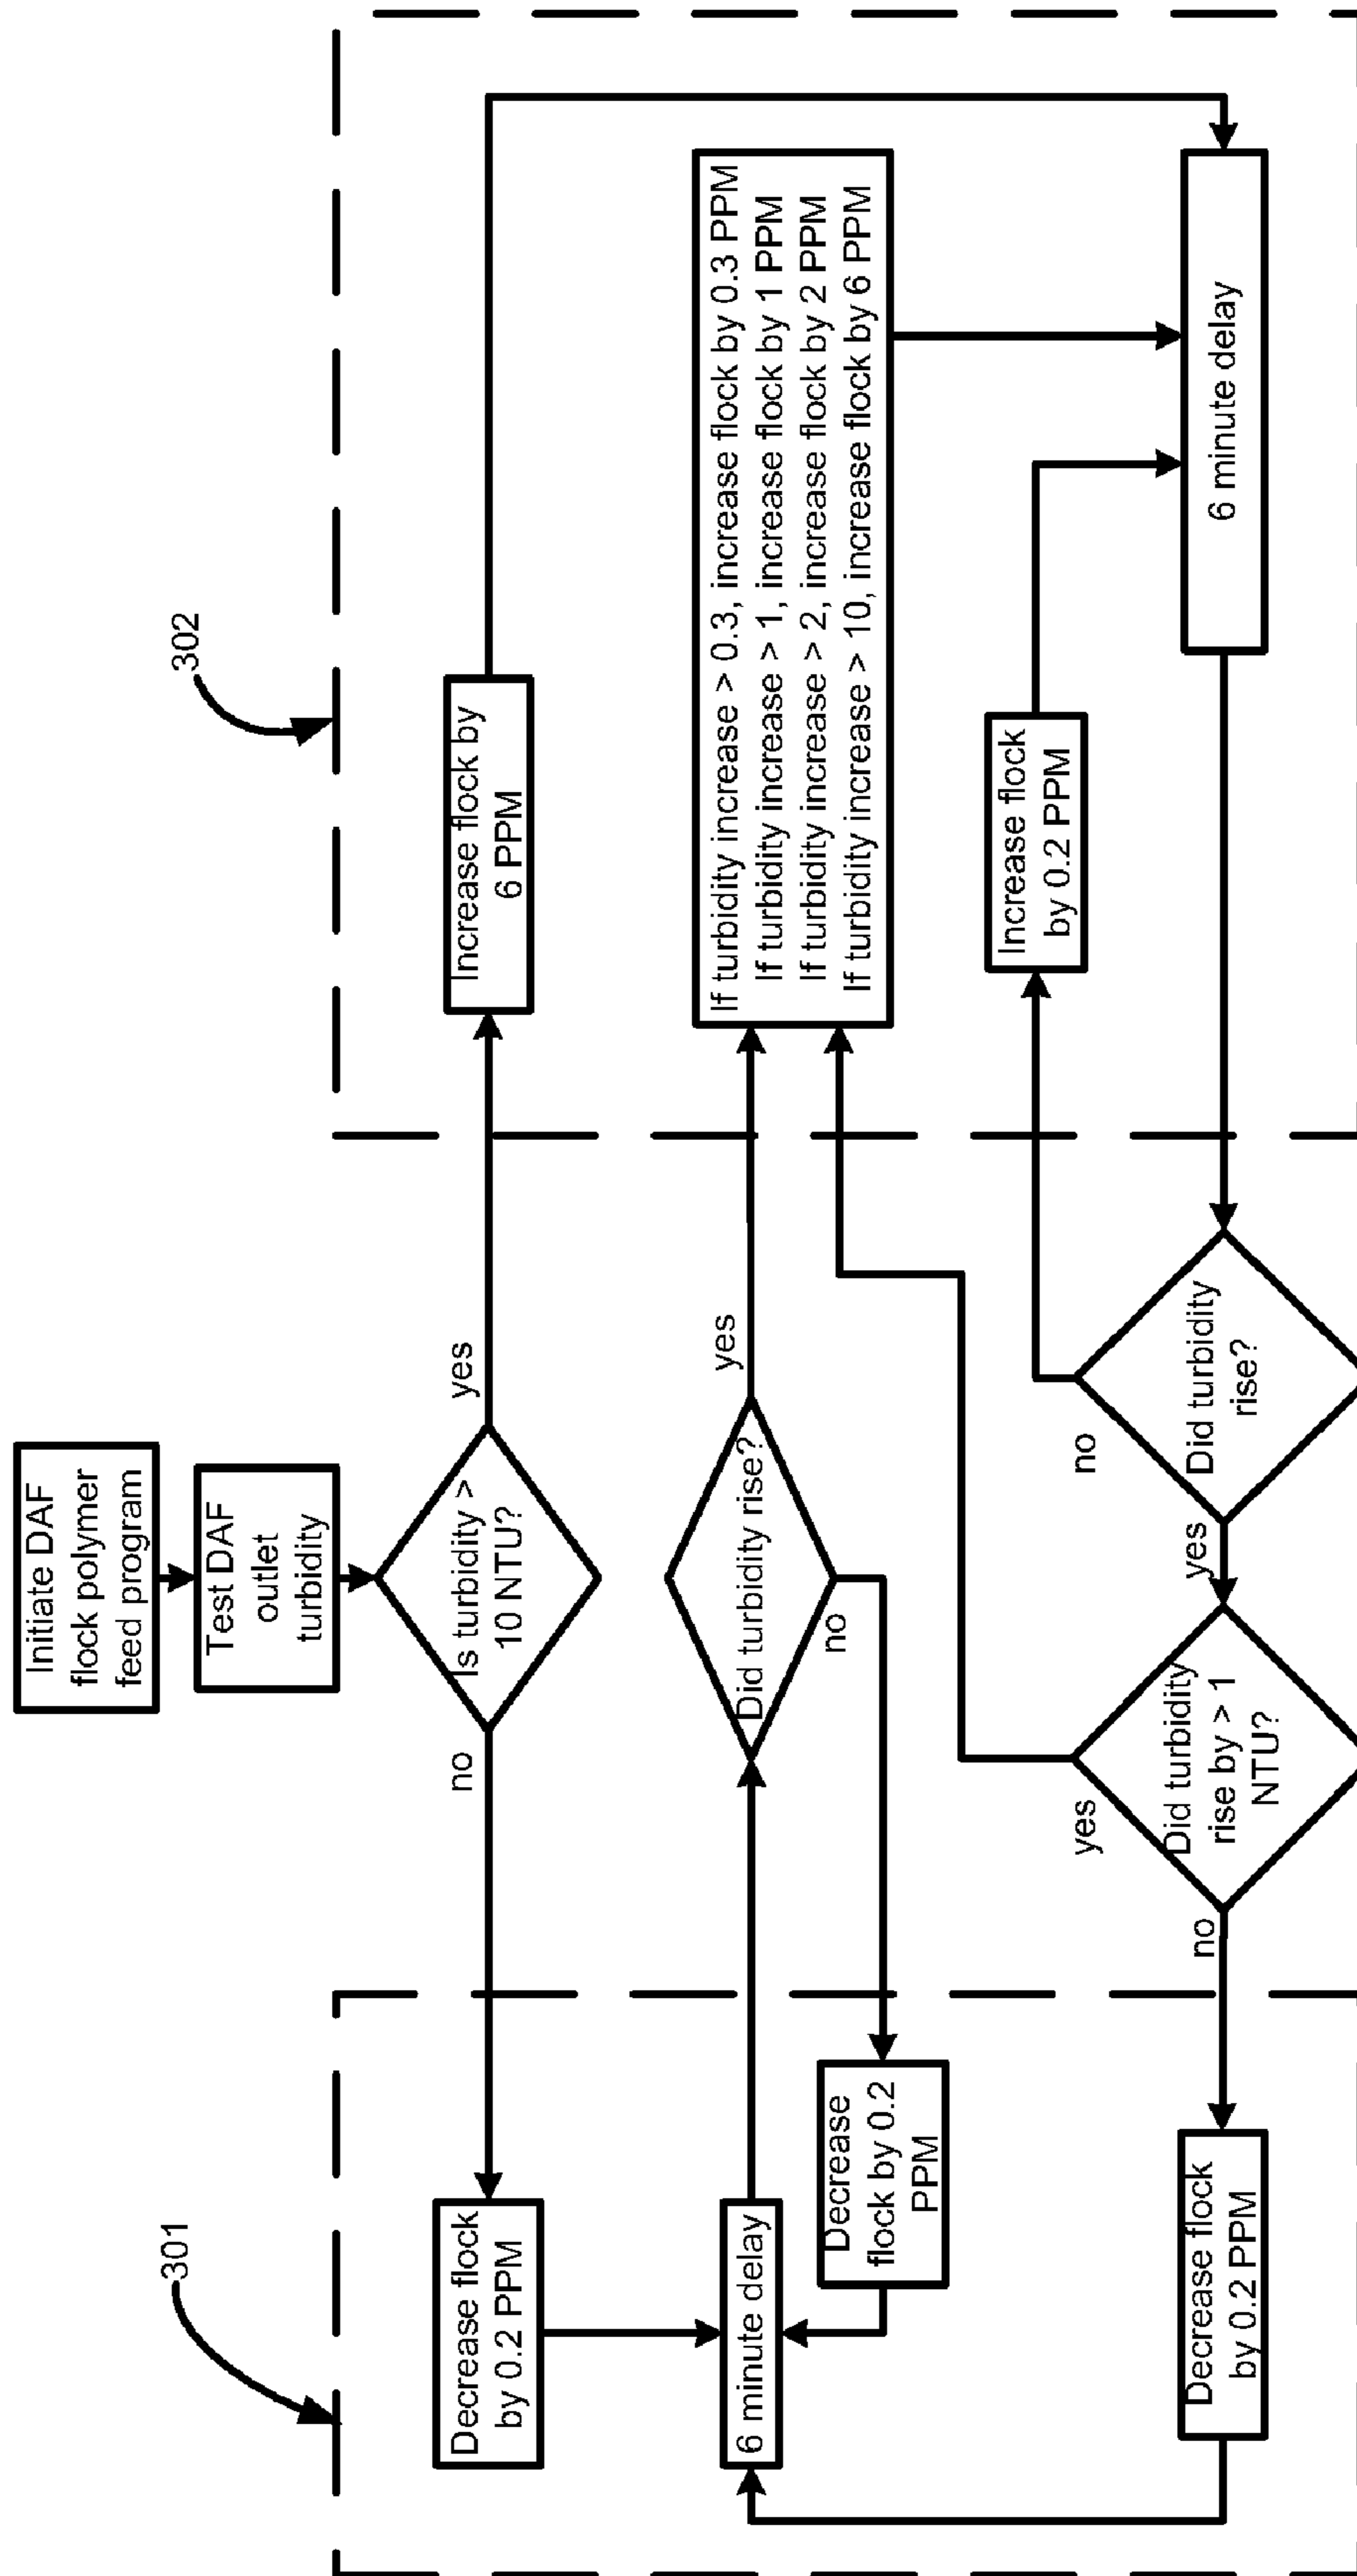 Initiate DAF
flock polymer
feed program
Test DAF
outlet
turbidity
301
302
Is turbidity >
10 NTU?
no
yes
Decrease flock
by 0.2 PPM
Increase flock by
6 PPM
6 minute delay
Did turbidity rise?
yes
no
If turbidity increase > 0.3, increase flock by 0.3 PPM
If turbidity increase > 1, increase flock by 1 PPM
If turbidity increase > 2, increase flock by 2 PPM
If turbidity increase > 10, increase flock by 6 PPM
Decrease
flock by 0.2
PPM
Increase flock
by 0.2 PPM
yes
no
Decrease flock
by 0.2 PPM
no
Did turbidity
rise by > 1
NTU?
yes
Did turbidity
rise?
6 minute delay